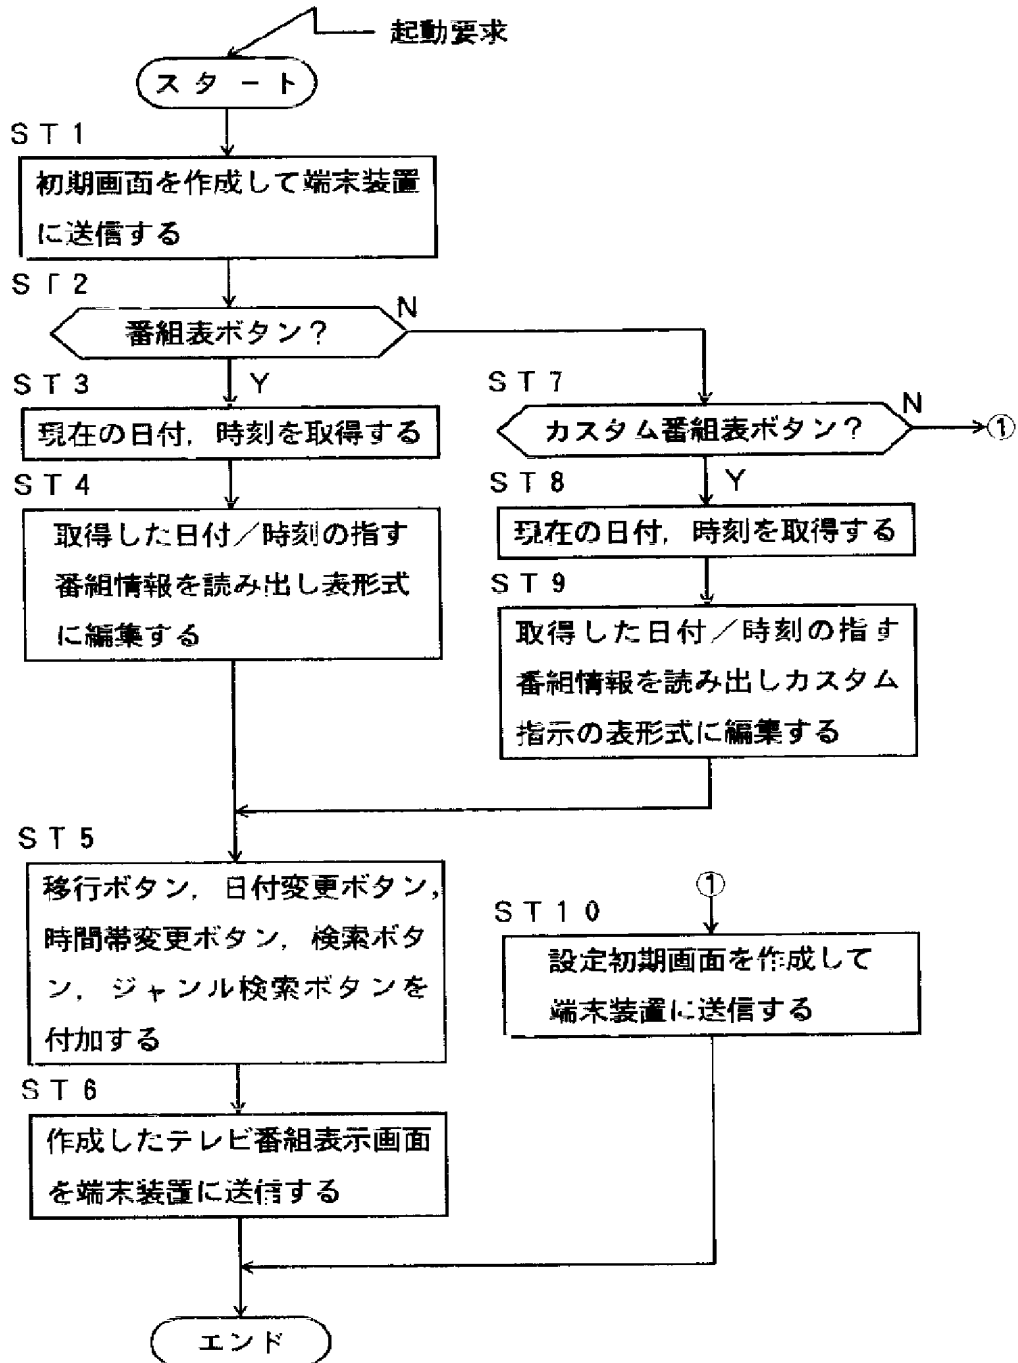 起動要求
スタート
ST1
初期画面を作成して端末装置
に送信する
ST2
番組表ボタン？
N
Y
ST3
現在の日付，時刻を取得する
ST4
取得した日付／時刻の指す
番組情報を読み出し表形式
に編集する
ST7
カスタム番組表ボタン？
N
①
Y
ST8
現在の日付，時刻を取得する
ST9
取得した日付／時刻の指す
番組情報を読み出しカスタム
指示の表形式に編集する
ST5
移行ボタン，日付変更ボタン，
時間帯変更ボタン，検索ボタ
ン，ジャンル検索ボタンを
付加する
ST6
作成したテレビ番組表示画面
を端末装置に送信する
①
ST10
設定初期画面を作成して
端末装置に送信する
エンド